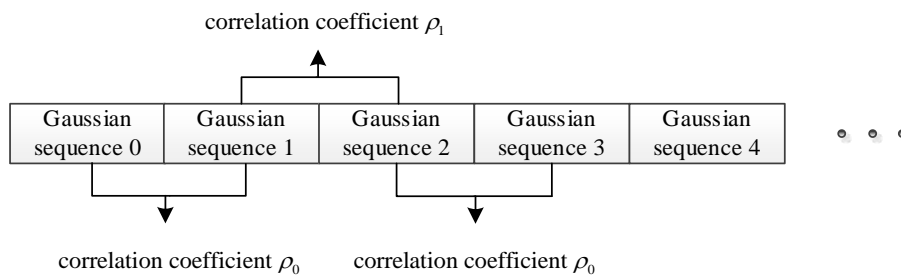 correlation coefficient ρ₁
Gaussian sequence 0
Gaussian sequence 1
Gaussian sequence 2
Gaussian sequence 3
Gaussian sequence 4
correlation coefficient ρ₀
correlation coefficient ρ₀